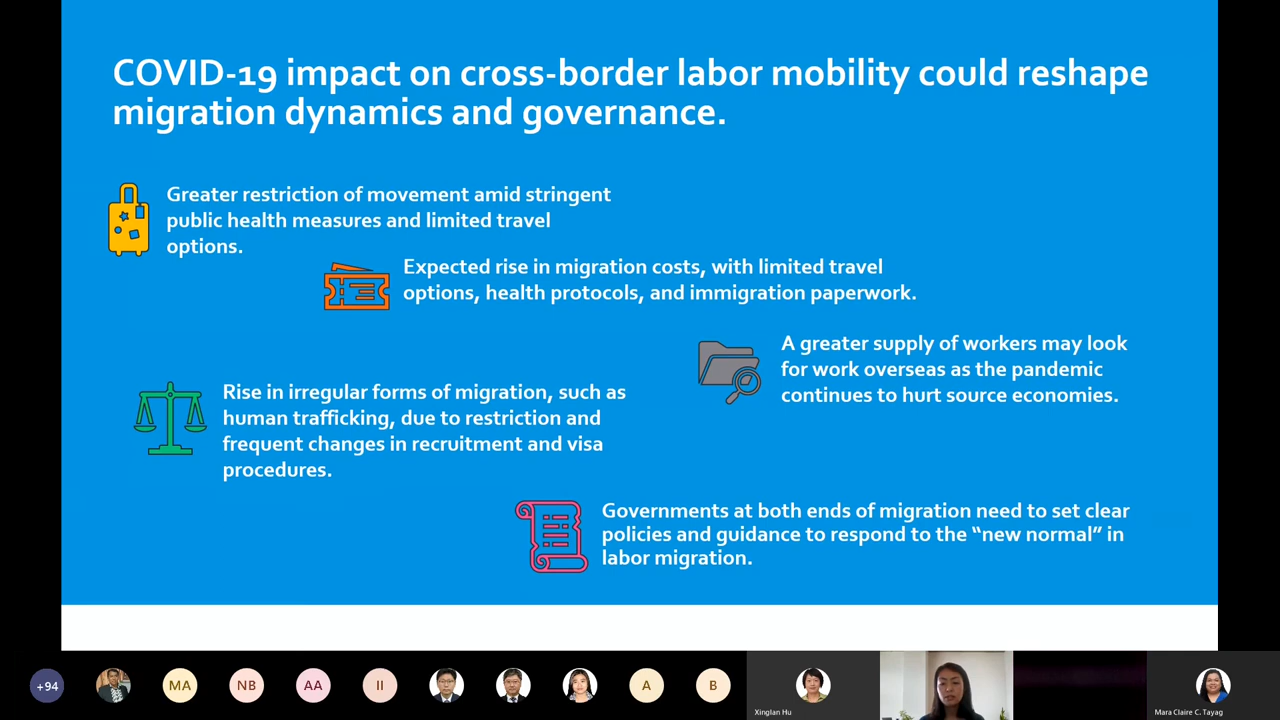 COVID-19 impact on cross-border labor mobility could reshape
migration dynamics and governance.
Greater restriction of movement amid stringent
public health measures and limited travel
options.
Expected rise in migration costs, with limited travel
options, health protocols, and immigration paperwork.
A greater supply of workers may look
for work overseas as the pandemic
continues to hurt source economies.
Rise in irregular forms of migration, such as
human trafficking, due to restriction and
frequent changes in recruitment and visa
procedures.
Governments at both ends of migration need to set clear
policies and guidance to respond to the “new normal” in
labor migration.
+94
MA
NB
AA
II
A
B
Xinglan Hu
Mara Claire C. Tayag